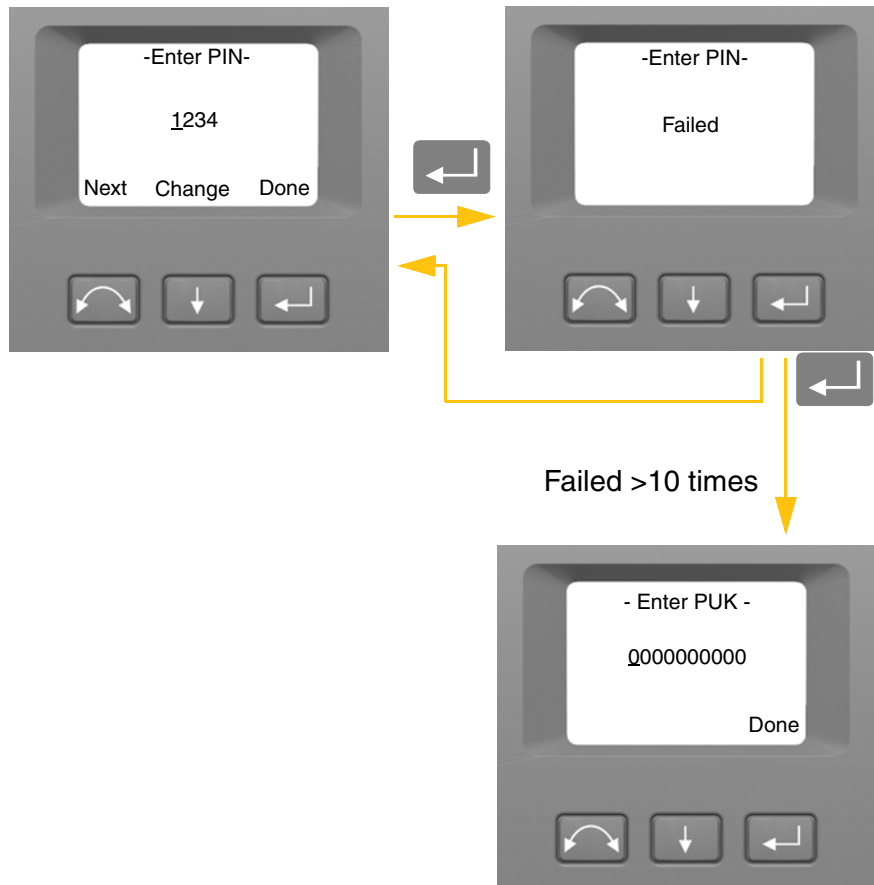 -Enter PIN-
1234
Next Change Done
-Enter PIN-
Failed
Failed >10 times
- Enter PUK -
0000000000
Done